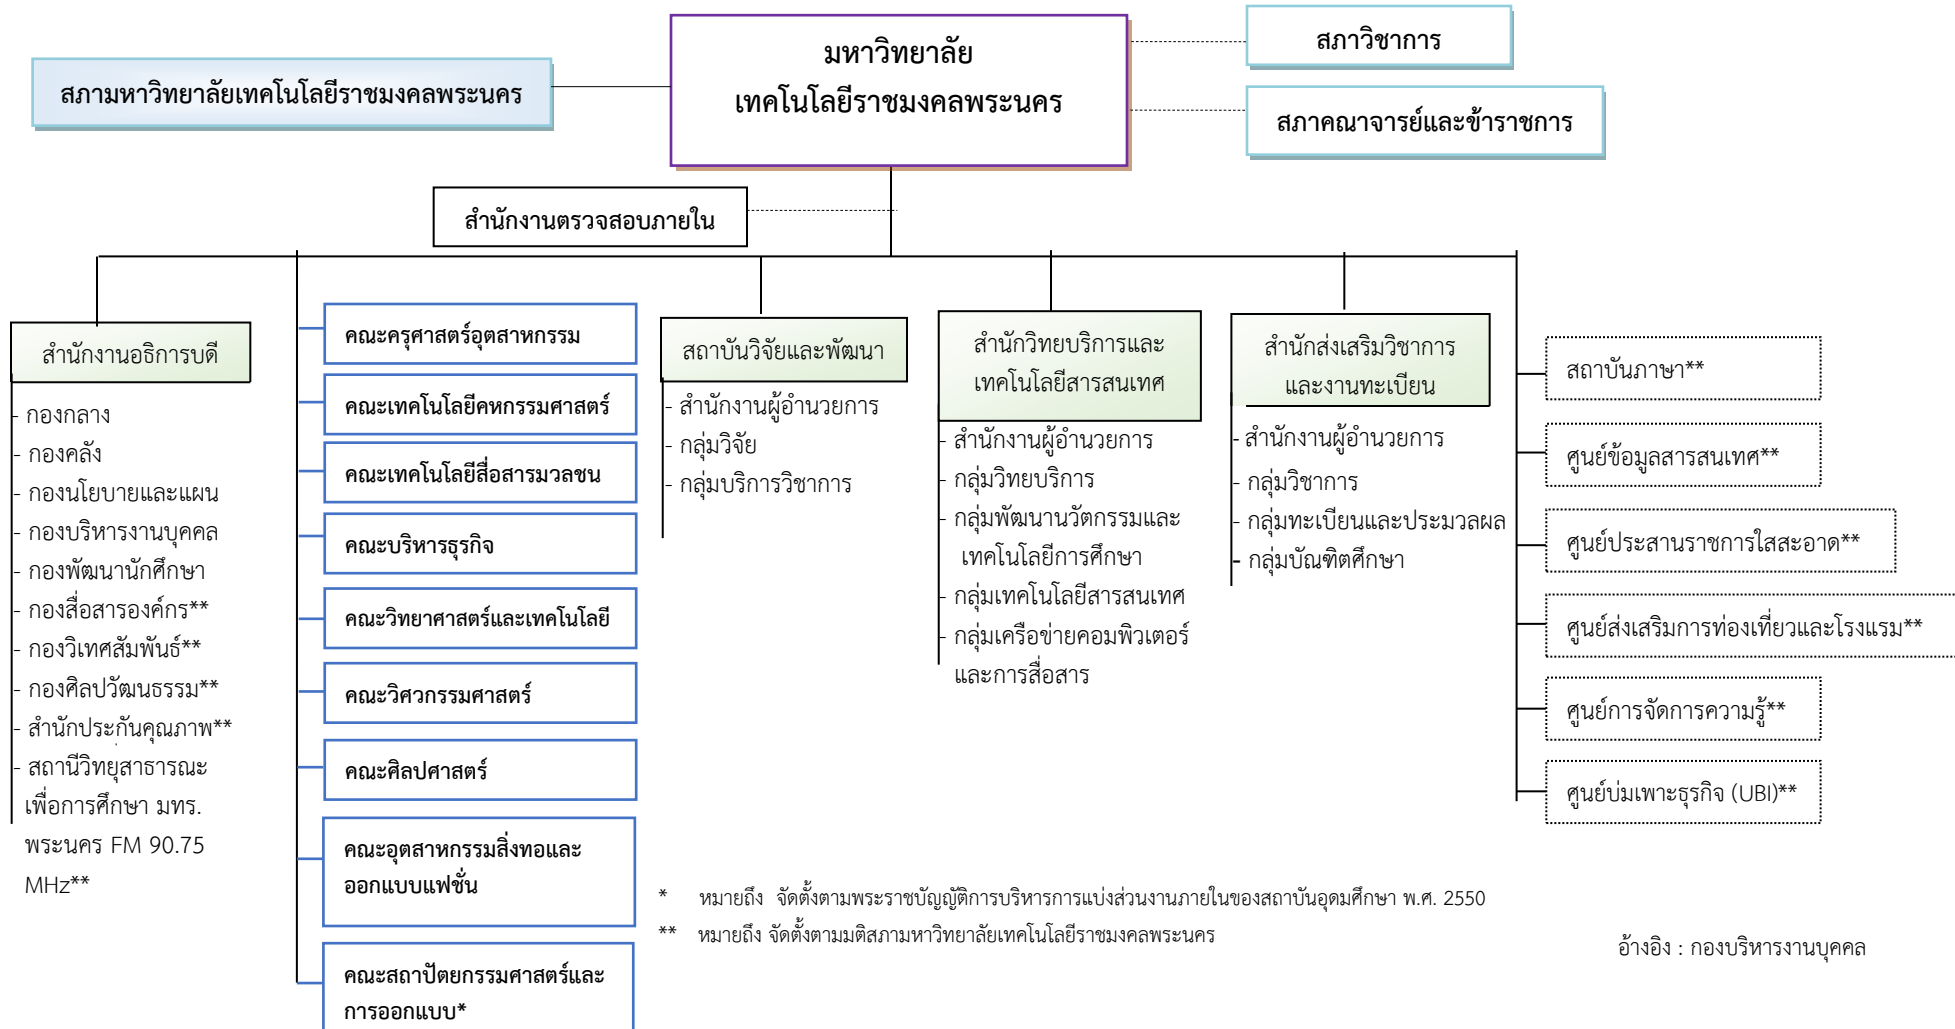 มหาวิทยาลัย
เทคโนโลยีราชมงคลพระนคร
สภามหาวิทยาลัยเทคโนโลยีราชมงคลพระนคร
สภาวิชาการ
สภาคณาจารย์และข้าราชการ
สำนักงานตรวจสอบภายใน
สำนักงานอธิการบดี
- กองกลาง
- กองคลัง
- กองนโยบายและแผน
- กองบริหารงานบุคคล
- กองพัฒนานักศึกษา
- กองสื่อสารองค์กร**
- กองวิเทศสัมพันธ์**
- กองศิลปวัฒนธรรม**
- สำนักประกันคุณภาพ**
- สถานีวิทยุสาธารณะ
เพื่อการศึกษา มทร.
พระนคร FM 90.75
MHz**
คณะครุศาสตร์อุตสาหกรรม
คณะเทคโนโลยีคหกรรมศาสตร์
คณะเทคโนโลยีสื่อสารมวลชน
คณะบริหารธุรกิจ
คณะวิทยาศาสตร์และเทคโนโลยี
คณะวิศวกรรมศาสตร์
คณะศิลปศาสตร์
คณะอุตสาหกรรมสิ่งทอและ
ออกแบบแฟชั่น
คณะสถาปัตยกรรมศาสตร์และ
การออกแบบ*
สถาบันวิจัยและพัฒนา
- สำนักงานผู้อำนวยการ
- กลุ่มวิจัย
- กลุ่มบริการวิชาการ
สำนักวิทยบริการและ
เทคโนโลยีสารสนเทศ
- สำนักงานผู้อำนวยการ
- กลุ่มวิทยบริการ
- กลุ่มพัฒนานวัตกรรมและ
เทคโนโลยีการศึกษา
- กลุ่มเทคโนโลยีสารสนเทศ
- กลุ่มเครือข่ายคอมพิวเตอร์
และการสื่อสาร
สำนักส่งเสริมวิชาการ
และงานทะเบียน
- สำนักงานผู้อำนวยการ
- กลุ่มวิชาการ
- กลุ่มทะเบียนและประมวลผล
- กลุ่มบัณฑิตศึกษา
สถาบันภาษา**
ศูนย์ข้อมูลสารสนเทศ**
ศูนย์ประสานราชการใสสะอาด**
ศูนย์ส่งเสริมการท่องเที่ยวและโรงแรม**
ศูนย์การจัดการความรู้**
ศูนย์บ่มเพาะธุรกิจ (UBI)**
* หมายถึง จัดตั้งตามพระราชบัญญัติการบริหารการแบ่งส่วนงานภายในของสถาบันอุดมศึกษา พ.ศ. 2550
** หมายถึง จัดตั้งตามมติสภามหาวิทยาลัยเทคโนโลยีราชมงคลพระนคร
อ้างอิง : กองบริหารงานบุคคล